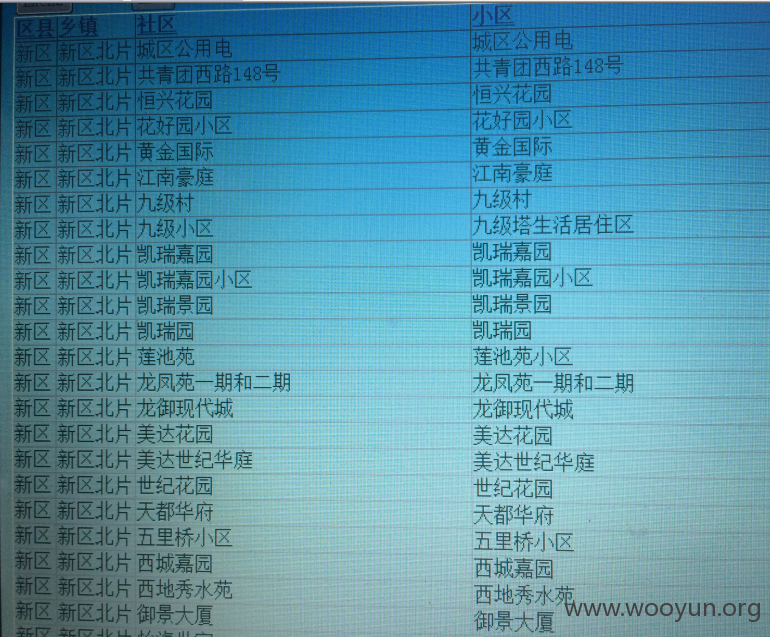 区县 乡镇 社区 小区
新区 新区北片 城区公用电 城区公用电
新区 新区北片 共青团西路148号 共青团西路148号
新区 新区北片 恒兴花园 恒兴花园
新区 新区北片 花好园小区 花好园小区
新区 新区北片 黄金国际 黄金国际
新区 新区北片 江南豪庭 江南豪庭
新区 新区北片 九级村 九级村
新区 新区北片 九级小区 九级塔生活居住区
新区 新区北片 凯瑞嘉园 凯瑞嘉园
新区 新区北片 凯瑞嘉园小区 凯瑞嘉园小区
新区 新区北片 凯瑞景园 凯瑞景园
新区 新区北片 凯瑞园 凯瑞园
新区 新区北片 莲池苑 莲池苑小区
新区 新区北片 龙凤苑一期和二期 龙凤苑一期和二期
新区 新区北片 龙御现代城 龙御现代城
新区 新区北片 美达花园 美达花园
新区 新区北片 美达世纪华庭 美达世纪华庭
新区 新区北片 世纪花园 世纪花园
新区 新区北片 天都华府 天都华府
新区 新区北片 五里桥小区 五里桥小区
新区 新区北片 西城嘉园 西城嘉园
新区 新区北片 西地秀水苑 西地秀水苑
新区 新区北片 御景大厦 御景大厦
新区 新区北片
www.wooyun.org